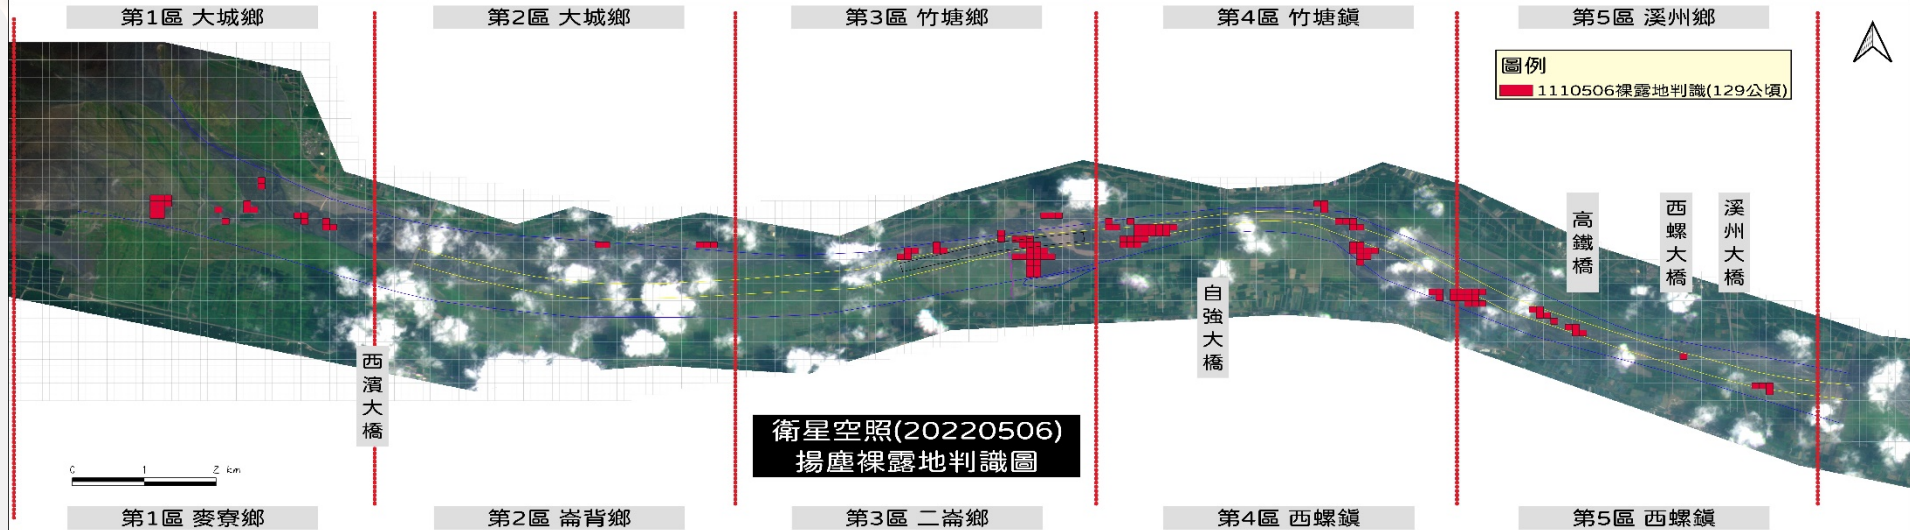 第1區 大城鄉
第2區 大城鄉
第3區 竹塘鄉
第4區 竹塘鎮
第5區 溪州鄉
圖例
1110506裸露地判識(129公頃)
高鐵橋
西螺大橋
溪州大橋
自強大橋
西濱大橋
衛星空照(20220506)
揚塵裸露地判識圖
0 1 2 km
第1區 麥寮鄉
第2區 崙背鄉
第3區 二崙鄉
第4區 西螺鎮
第5區 西螺鎮